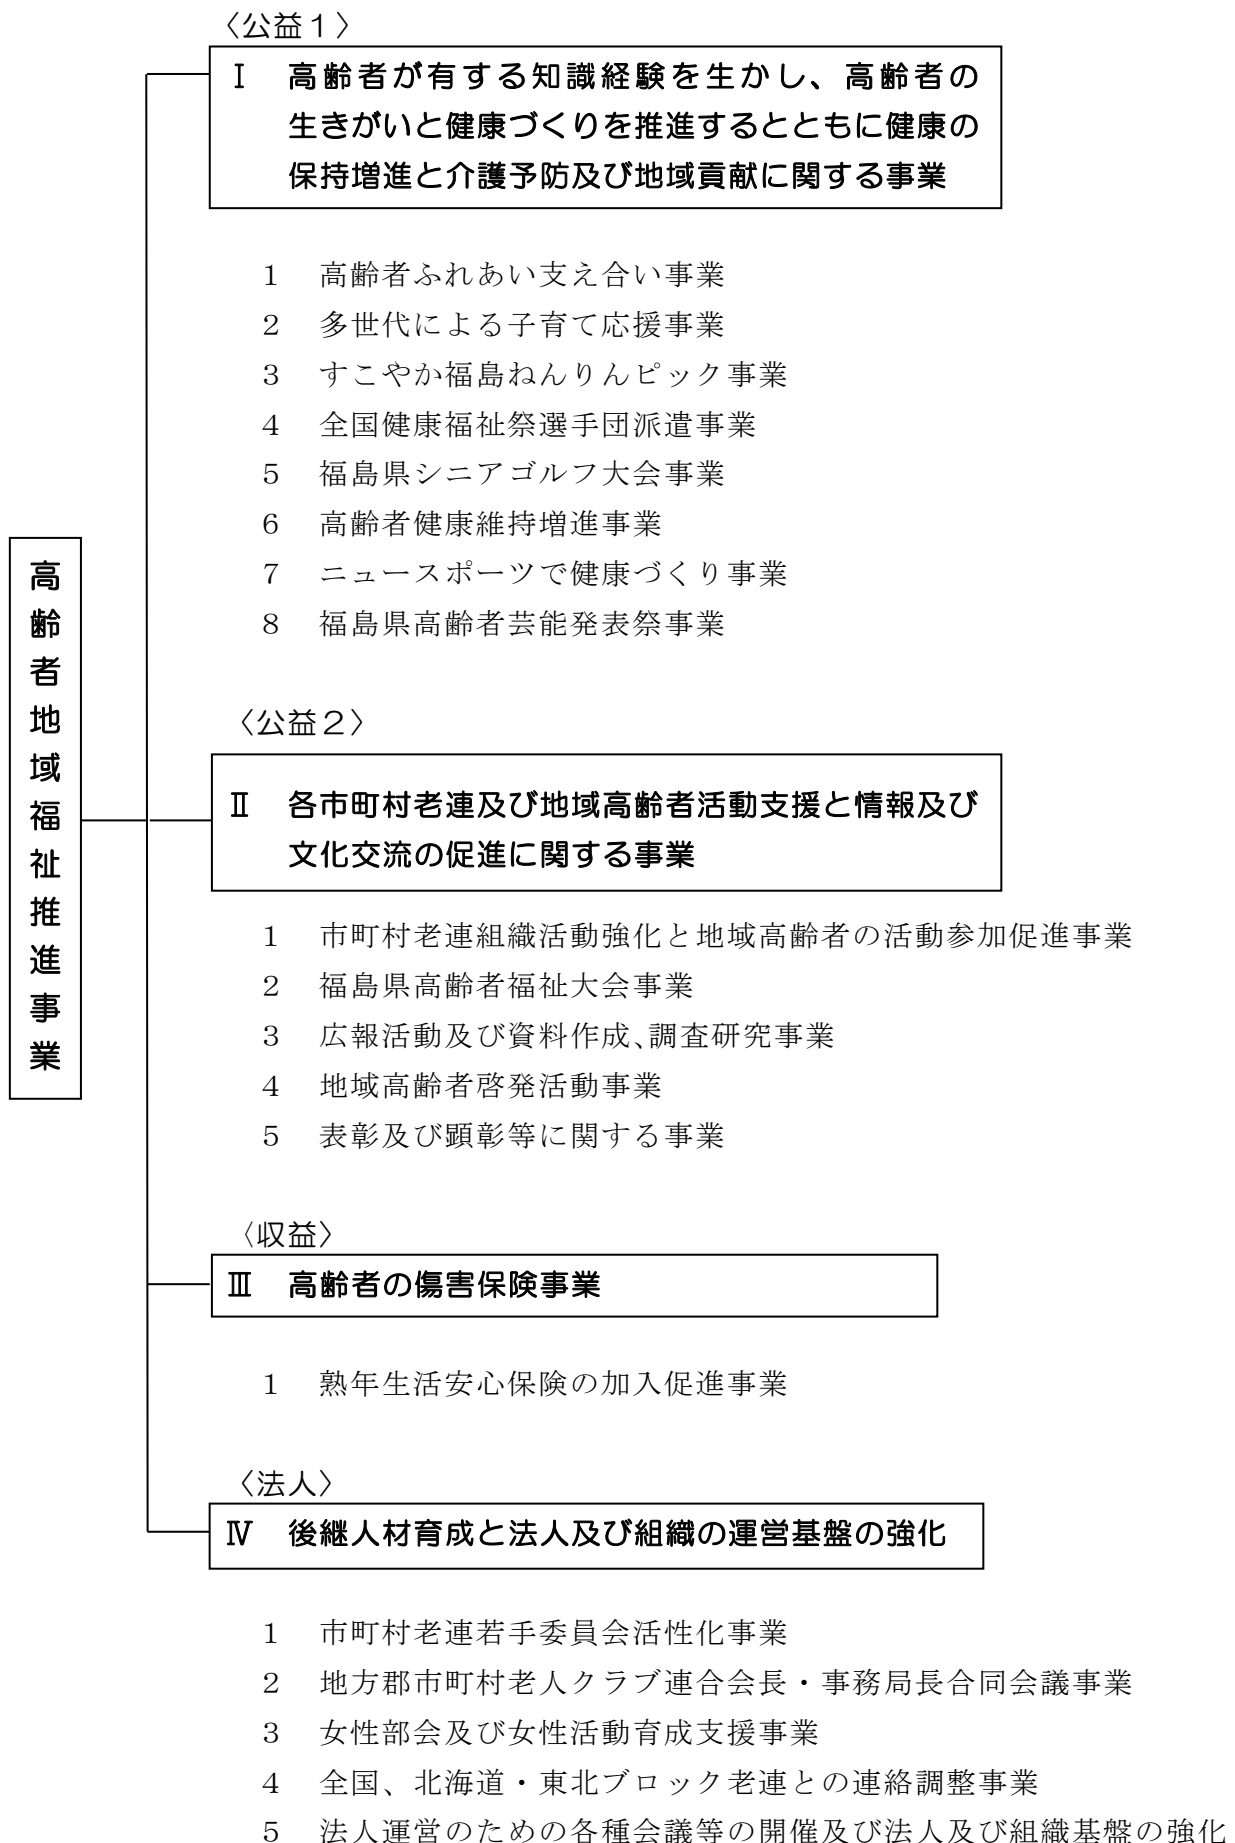 〈公益１〉
Ⅰ 高齢者が有する知識経験を生かし、高齢者の
生きがいと健康づくりを推進するとともに健康の
保持増進と介護予防及び地域貢献に関する事業
１ 高齢者ふれあい支え合い事業
２ 多世代による子育て応援事業
３ すこやか福島ねんりんピック事業
４ 全国健康福祉祭選手団派遣事業
５ 福島県シニアゴルフ大会事業
６ 高齢者健康維持増進事業
７ ニュースポーツで健康づくり事業
８ 福島県高齢者芸能発表祭事業
高齢者地域福祉推進事業
〈公益２〉
Ⅱ 各市町村老連及び地域高齢者活動支援と情報及び
文化交流の促進に関する事業
１ 市町村老連組織活動強化と地域高齢者の活動参加促進事業
２ 福島県高齢者福祉大会事業
３ 広報活動及び資料作成、調査研究事業
４ 地域高齢者啓発活動事業
５ 表彰及び顕彰等に関する事業
〈収益〉
Ⅲ 高齢者の傷害保険事業
１ 熟年生活安心保険の加入促進事業
〈法人〉
Ⅳ 後継人材育成と法人及び組織の運営基盤の強化
１ 市町村老連若手委員会活性化事業
２ 地方郡市町村老人クラブ連合会長・事務局長合同会議事業
３ 女性部会及び女性活動育成支援事業
４ 全国、北海道・東北ブロック老連との連絡調整事業
５ 法人運営のための各種会議等の開催及び法人及び組織基盤の強化